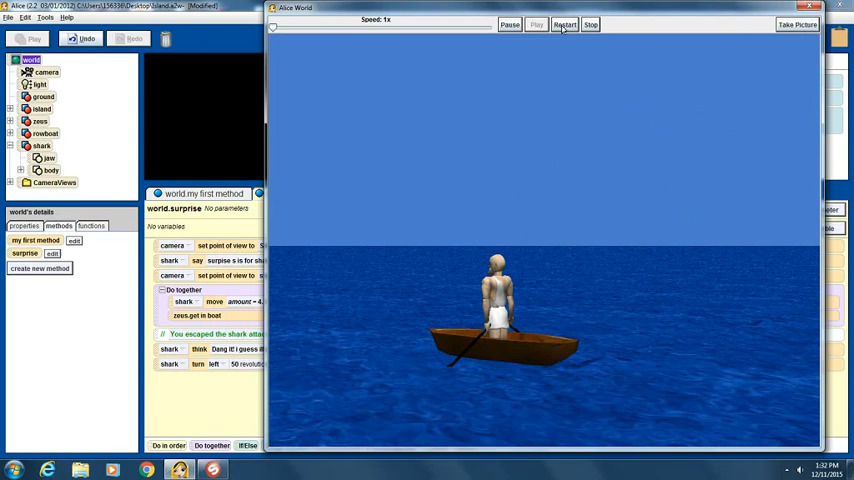 Alice (2.2 03/01/2012) C:\Users\156336\Desktop\Island.a2w- [Modified]
File Edit Tools
Play Undo Redo
world
camera
light
ground
island
zeus
rowboat
shark
jaw
body
CameraViews
world's details
properties methods functions
my first method edit
surprise edit
create new method
world.my first method
world.surprise No parameters
No variables
camera set point of view to
shark say surpise s is for
camera set point of view to
Do together
shark move amount = 4.
zeus.get in boat
// You escaped the shark
shark think Dang it! i guess
shark turn left 50
Do in order Do together If/Else
Alice World
Speed: 1x
Pause Play Restart Stop Take Picture
1:32 PM
12/11/2015